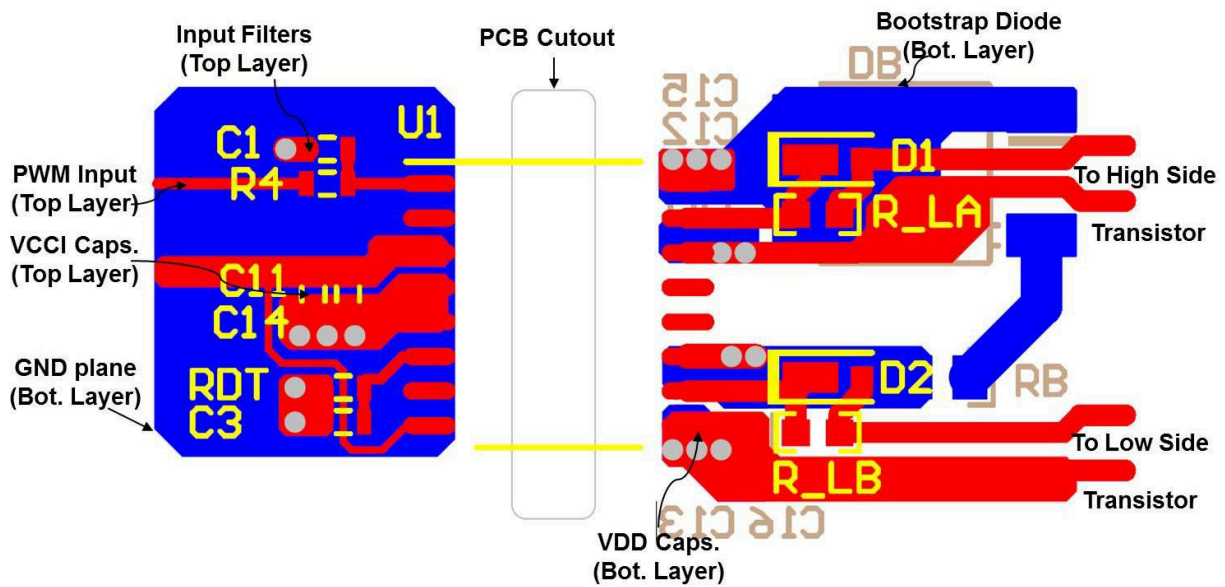 Input Filters
(Top Layer)
PCB Cutout
Bootstrap Diode
(Bot. Layer)
DB
C15
C12
U1
C1
R4
PWM Input
(Top Layer)
D1
To High Side
R_LA
Transistor
VCCI Caps.
(Top Layer)
C11
C14
GND plane
(Bot. Layer)
RDT
C3
D2
RB
To Low Side
R_LB
Transistor
C13
C16
VDD Caps.
(Bot. Layer)